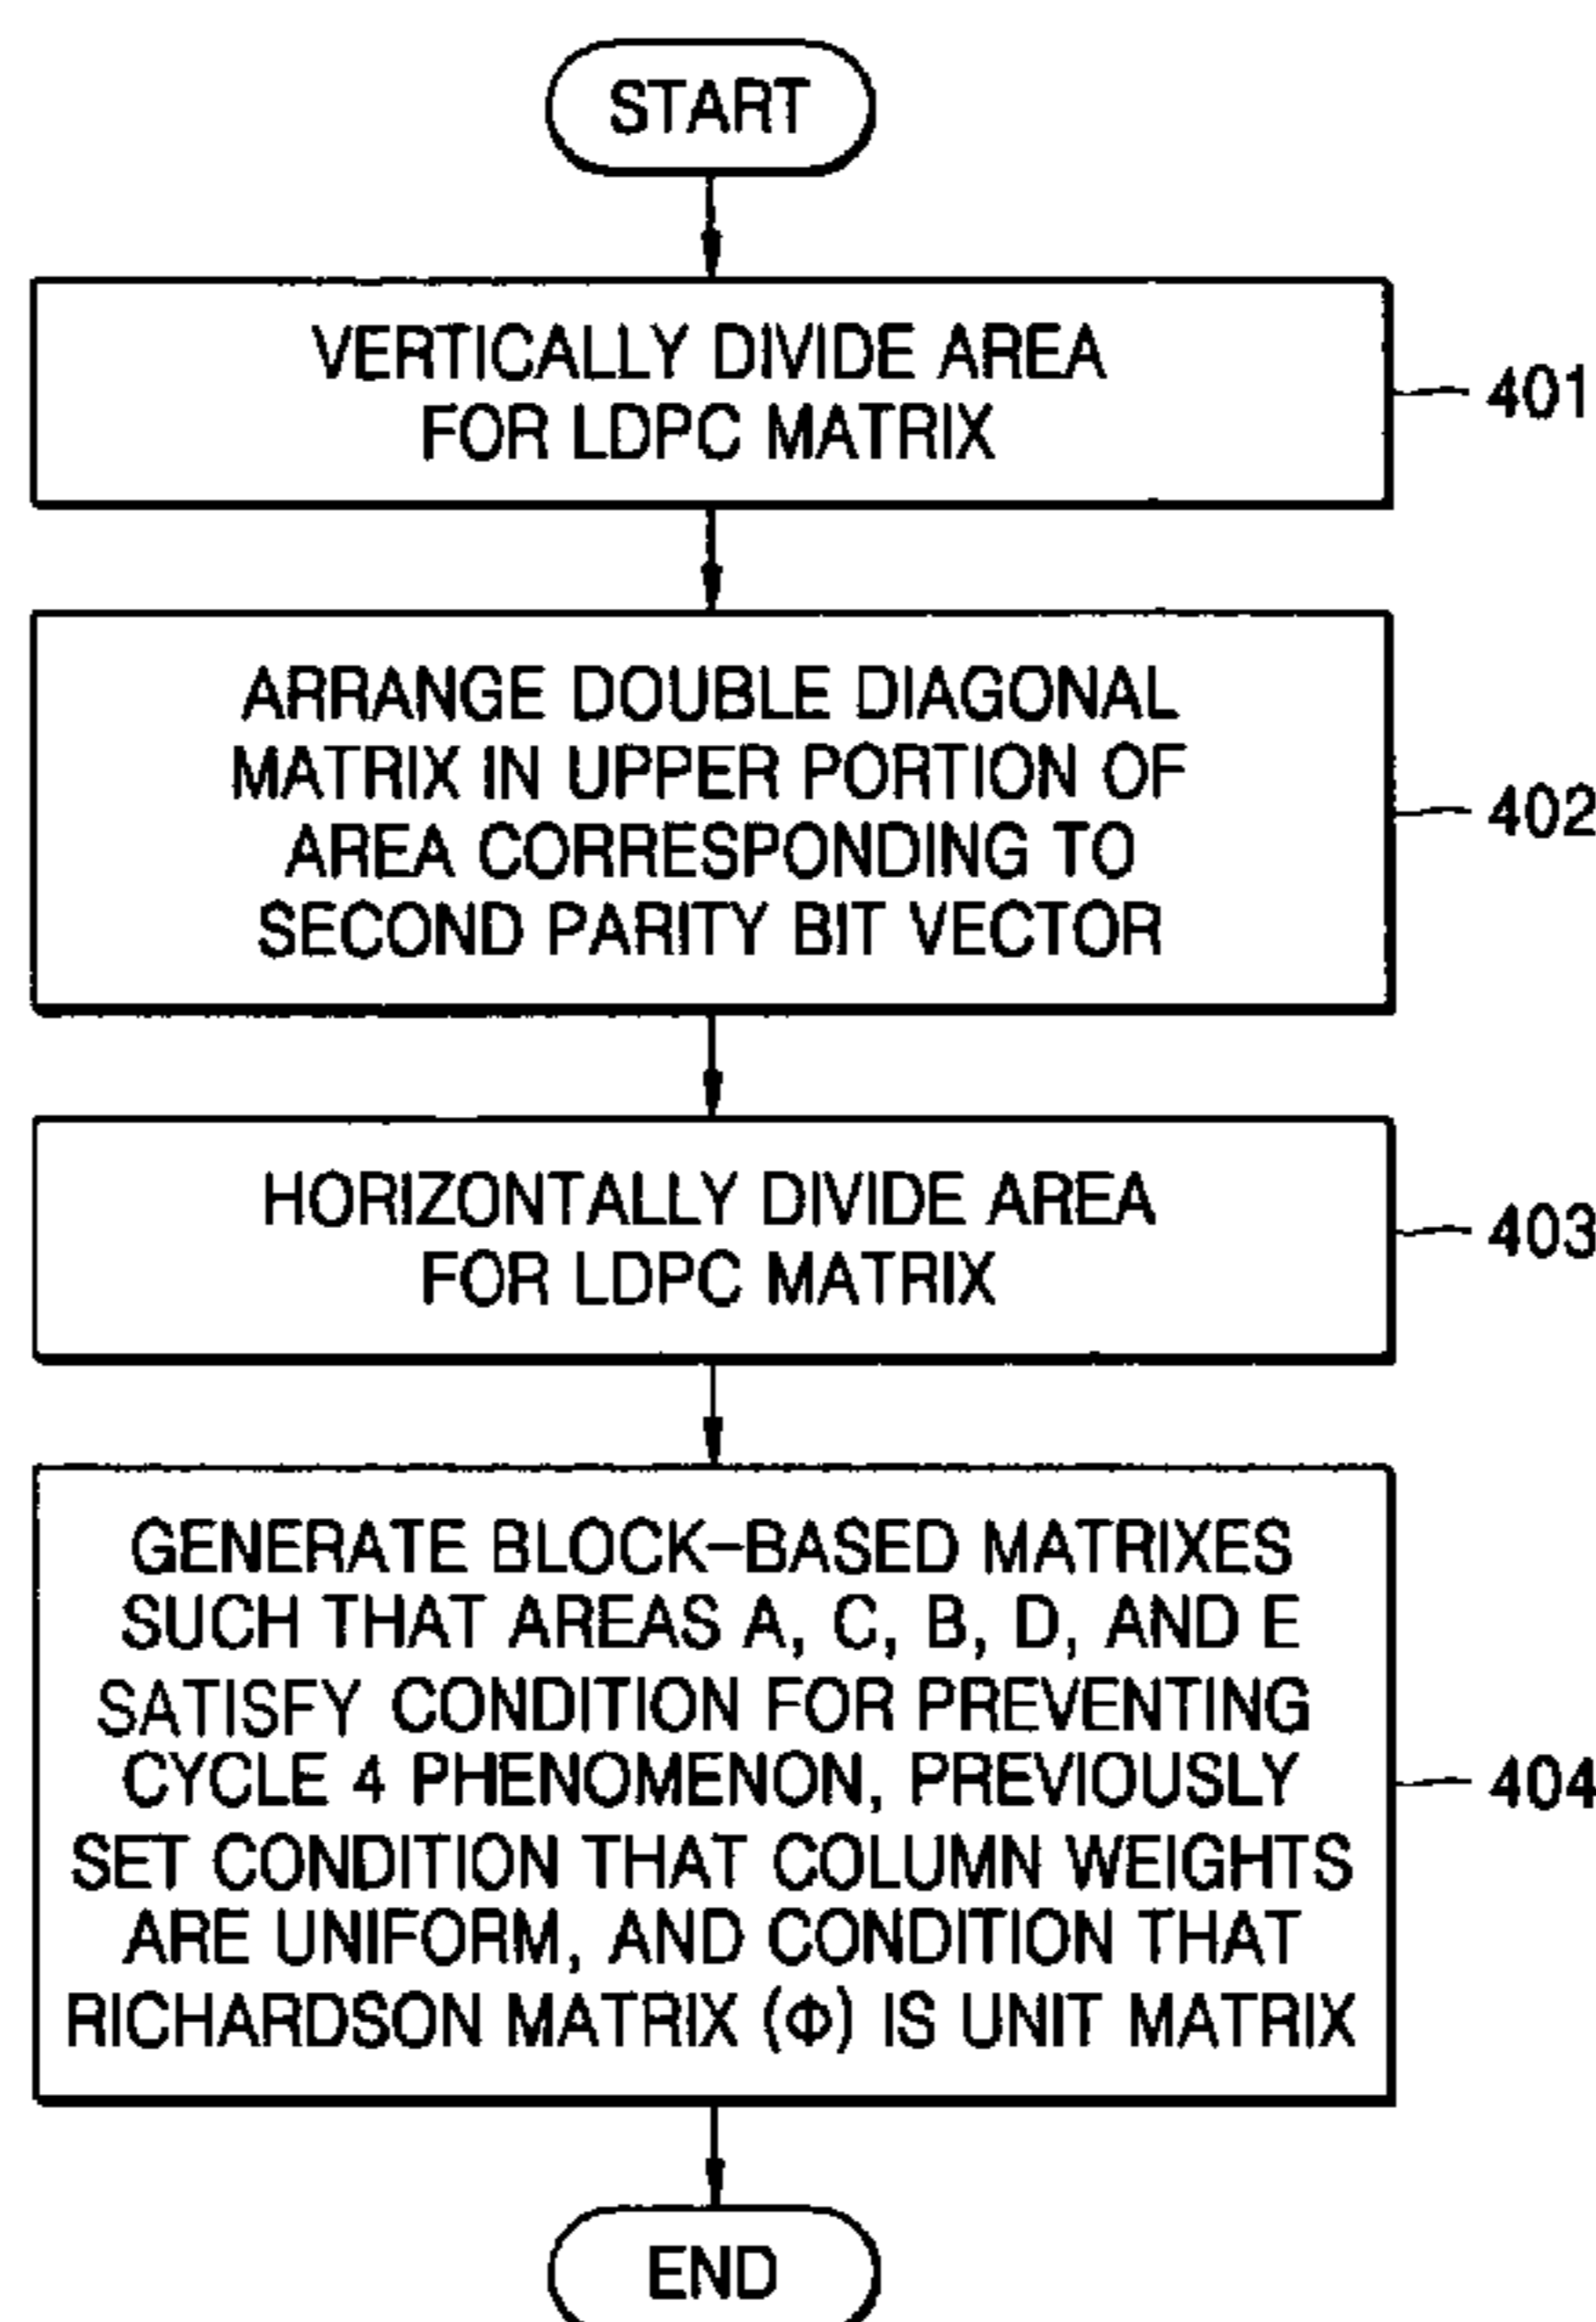 START
VERTICALLY DIVIDE AREA
FOR LDPC MATRIX
401
ARRANGE DOUBLE DIAGONAL
MATRIX IN UPPER PORTION OF
AREA CORRESPONDING TO
SECOND PARITY BIT VECTOR
402
HORIZONTALLY DIVIDE AREA
FOR LDPC MATRIX
403
GENERATE BLOCK-BASED MATRIXES
SUCH THAT AREAS A, C, B, D, AND E
SATISFY CONDITION FOR PREVENTING
CYCLE 4 PHENOMENON, PREVIOUSLY
SET CONDITION THAT COLUMN WEIGHTS
ARE UNIFORM, AND CONDITION THAT
RICHARDSON MATRIX (Φ) IS UNIT MATRIX
404
END